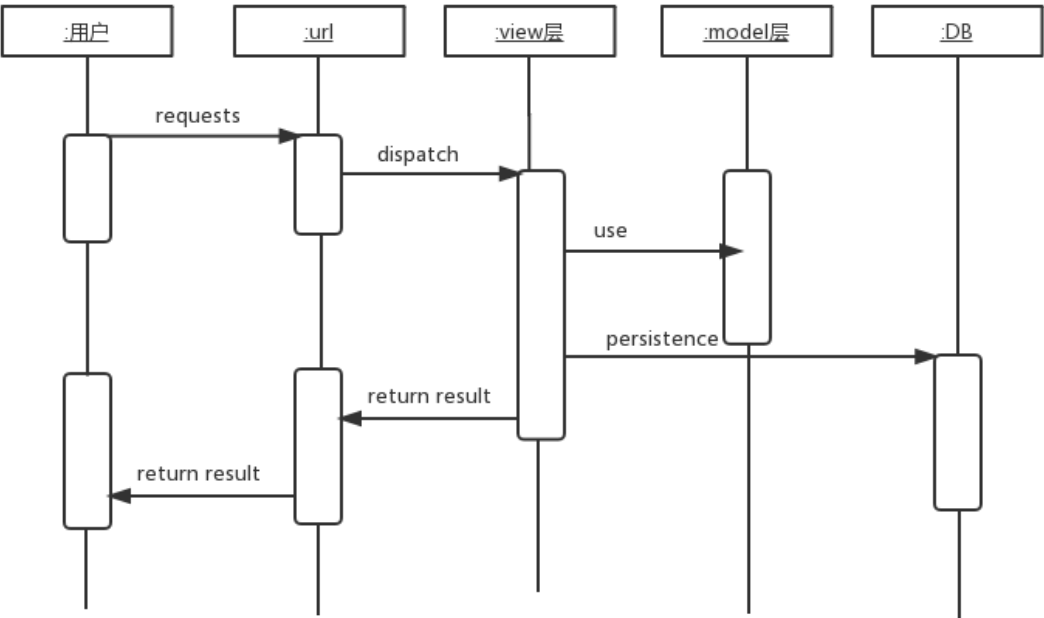 :用户
:url
:view层
:model层
:DB
requests
dispatch
use
persistence
return result
return result